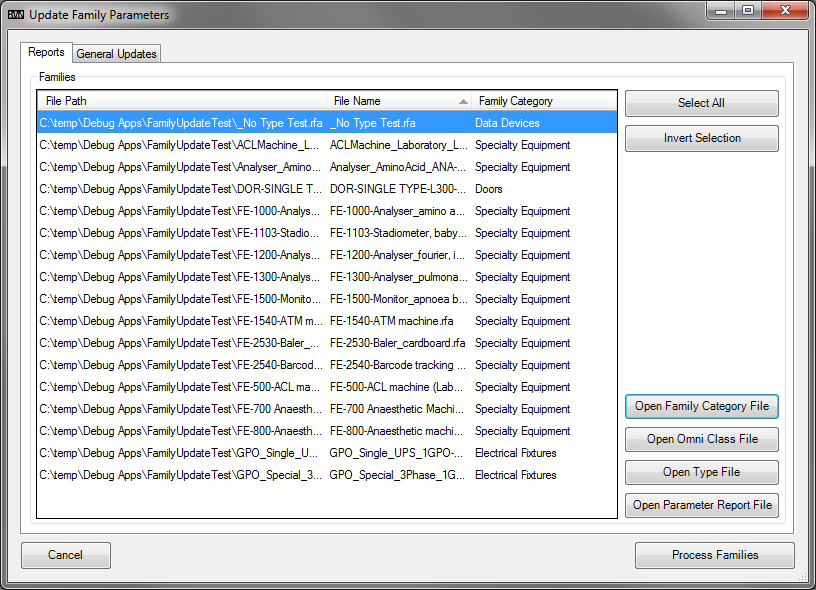 Update Family Parameters
Reports General Updates
Families
File Path File Name Family Category
C:\temp\Debug Apps\FamilyUpdateTest\_No Type Test.rfa _No Type Test.rfa Data Devices
C:\temp\Debug Apps\FamilyUpdateTest\ACLMachine_L... ACLMachine_Laboratory_L... Specialty Equipment
C:\temp\Debug Apps\FamilyUpdateTest\Analyser_Amino... Analyser_AminoAcid_ANA-... Specialty Equipment
C:\temp\Debug Apps\FamilyUpdateTest\DOR-SINGLE T... DOR-SINGLE TYPE-L300-... Doors
C:\temp\Debug Apps\FamilyUpdateTest\FE-1000-Analys... FE-1000-Analyser_amino a... Specialty Equipment
C:\temp\Debug Apps\FamilyUpdateTest\FE-1103-Stadio... FE-1103-Stadiometer, baby... Specialty Equipment
C:\temp\Debug Apps\FamilyUpdateTest\FE-1200-Analys... FE-1200-Analyser_fourier, i... Specialty Equipment
C:\temp\Debug Apps\FamilyUpdateTest\FE-1300-Analys... FE-1300-Analyser_pulmona... Specialty Equipment
C:\temp\Debug Apps\FamilyUpdateTest\FE-1500-Monito... FE-1500-Monitor_apnoea b... Specialty Equipment
C:\temp\Debug Apps\FamilyUpdateTest\FE-1540-ATM m... FE-1540-ATM machine.rfa Specialty Equipment
C:\temp\Debug Apps\FamilyUpdateTest\FE-2530-Baler_... FE-2530-Baler_cardboard.rfa Specialty Equipment
C:\temp\Debug Apps\FamilyUpdateTest\FE-2540-Barcod... FE-2540-Barcode tracking ... Specialty Equipment
C:\temp\Debug Apps\FamilyUpdateTest\FE-500-ACL ma... FE-500-ACL machine (Lab... Specialty Equipment
C:\temp\Debug Apps\FamilyUpdateTest\FE-700 Anaesth... FE-700 Anaesthetic Machi... Specialty Equipment
C:\temp\Debug Apps\FamilyUpdateTest\FE-800-Anaesth... FE-800-Anaesthetic machi... Specialty Equipment
C:\temp\Debug Apps\FamilyUpdateTest\GPO_Single_U... GPO_Single_UPS_1GPO-... Electrical Fixtures
C:\temp\Debug Apps\FamilyUpdateTest\GPO_Special_3... GPO_Special_3Phase_1G... Electrical Fixtures
Select All
Invert Selection
Open Family Category File
Open Omni Class File
Open Type File
Open Parameter Report File
Cancel Process Families